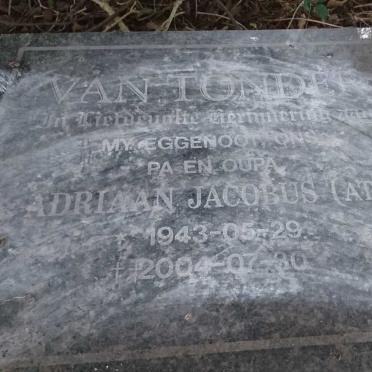 VAN TONDER
In Liefdevolle Herinnering aan
MY EGGENOOT, ONS
PA EN OUPA
ADRIAAN JACOBUS (AT
* 1943-05-29
† 2004-07-30